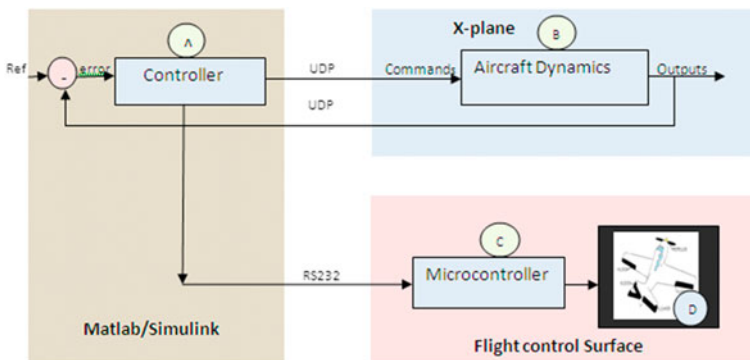 X-plane
A
B
Ref
-
error
Controller
UDP
Commands
Aircraft Dynamics
Outputs
UDP
C
RS232
Microcontroller
D
Matlab/Simulink
Flight control Surface